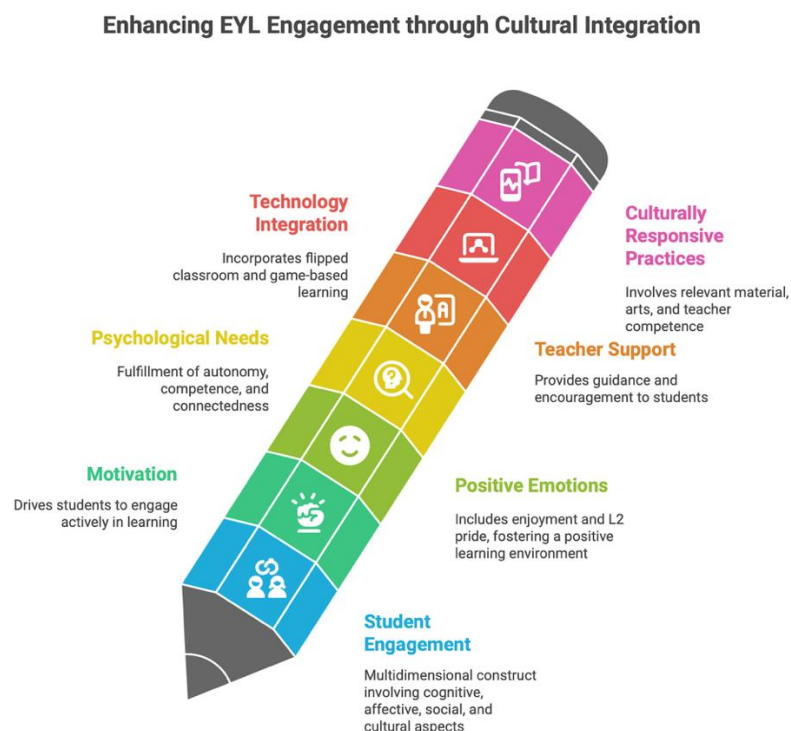 Enhancing EYL Engagement through Cultural Integration
Technology
Integration
Incorporates flipped
classroom and game-based
learning
Culturally
Responsive
Practices
Involves relevant material,
arts, and teacher
competence
Psychological Needs
Fulfillment of autonomy,
competence, and
connectedness
Teacher Support
Provides guidance and
encouragement to students
Motivation
Drives students to engage
actively in learning
Positive Emotions
Includes enjoyment and L2
pride, fostering a positive
learning environment
Student
Engagement
Multidimensional construct
involving cognitive,
affective, social, and
cultural aspects